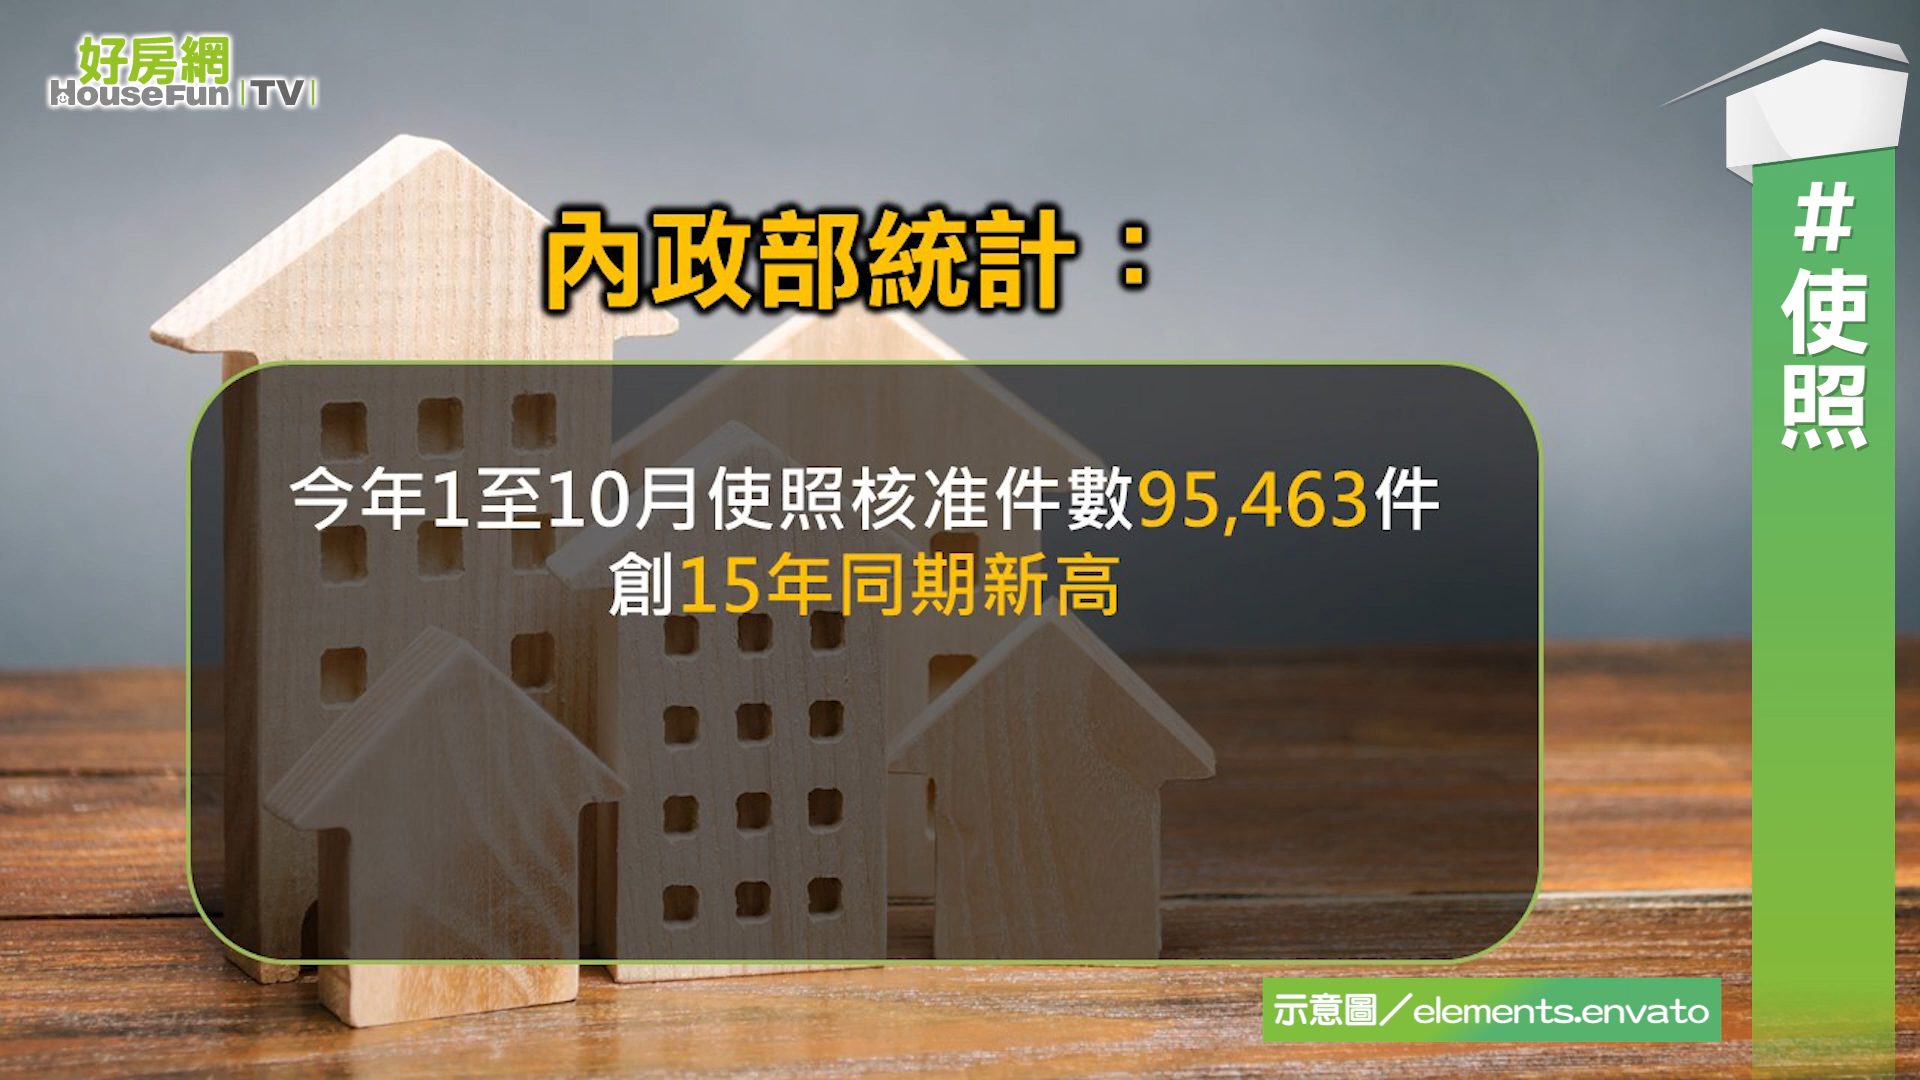 好房網
HouseFun TV
#使照
內政部統計：
今年1至10月使照核准件數95,463件
創15年同期新高
示意圖／elements.envato